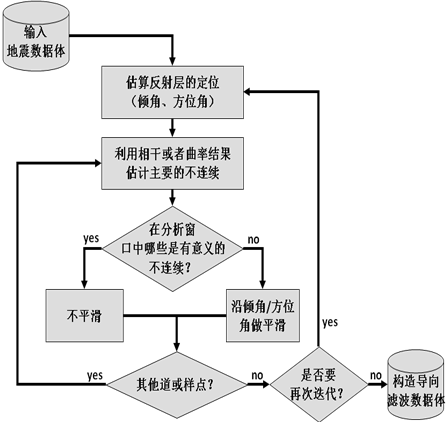 输入
地震数据体
估算反射层的定位
（倾角、方位角）
利用相干或者曲率结果
估计主要的不连续
在分析窗
口中哪些是有意义的
不连续？
yes
no
不平滑
沿倾角/方位
角做平滑
yes
其他道或样点？
no
是否要
再次迭代？
yes
no
构造导向
滤波数据体